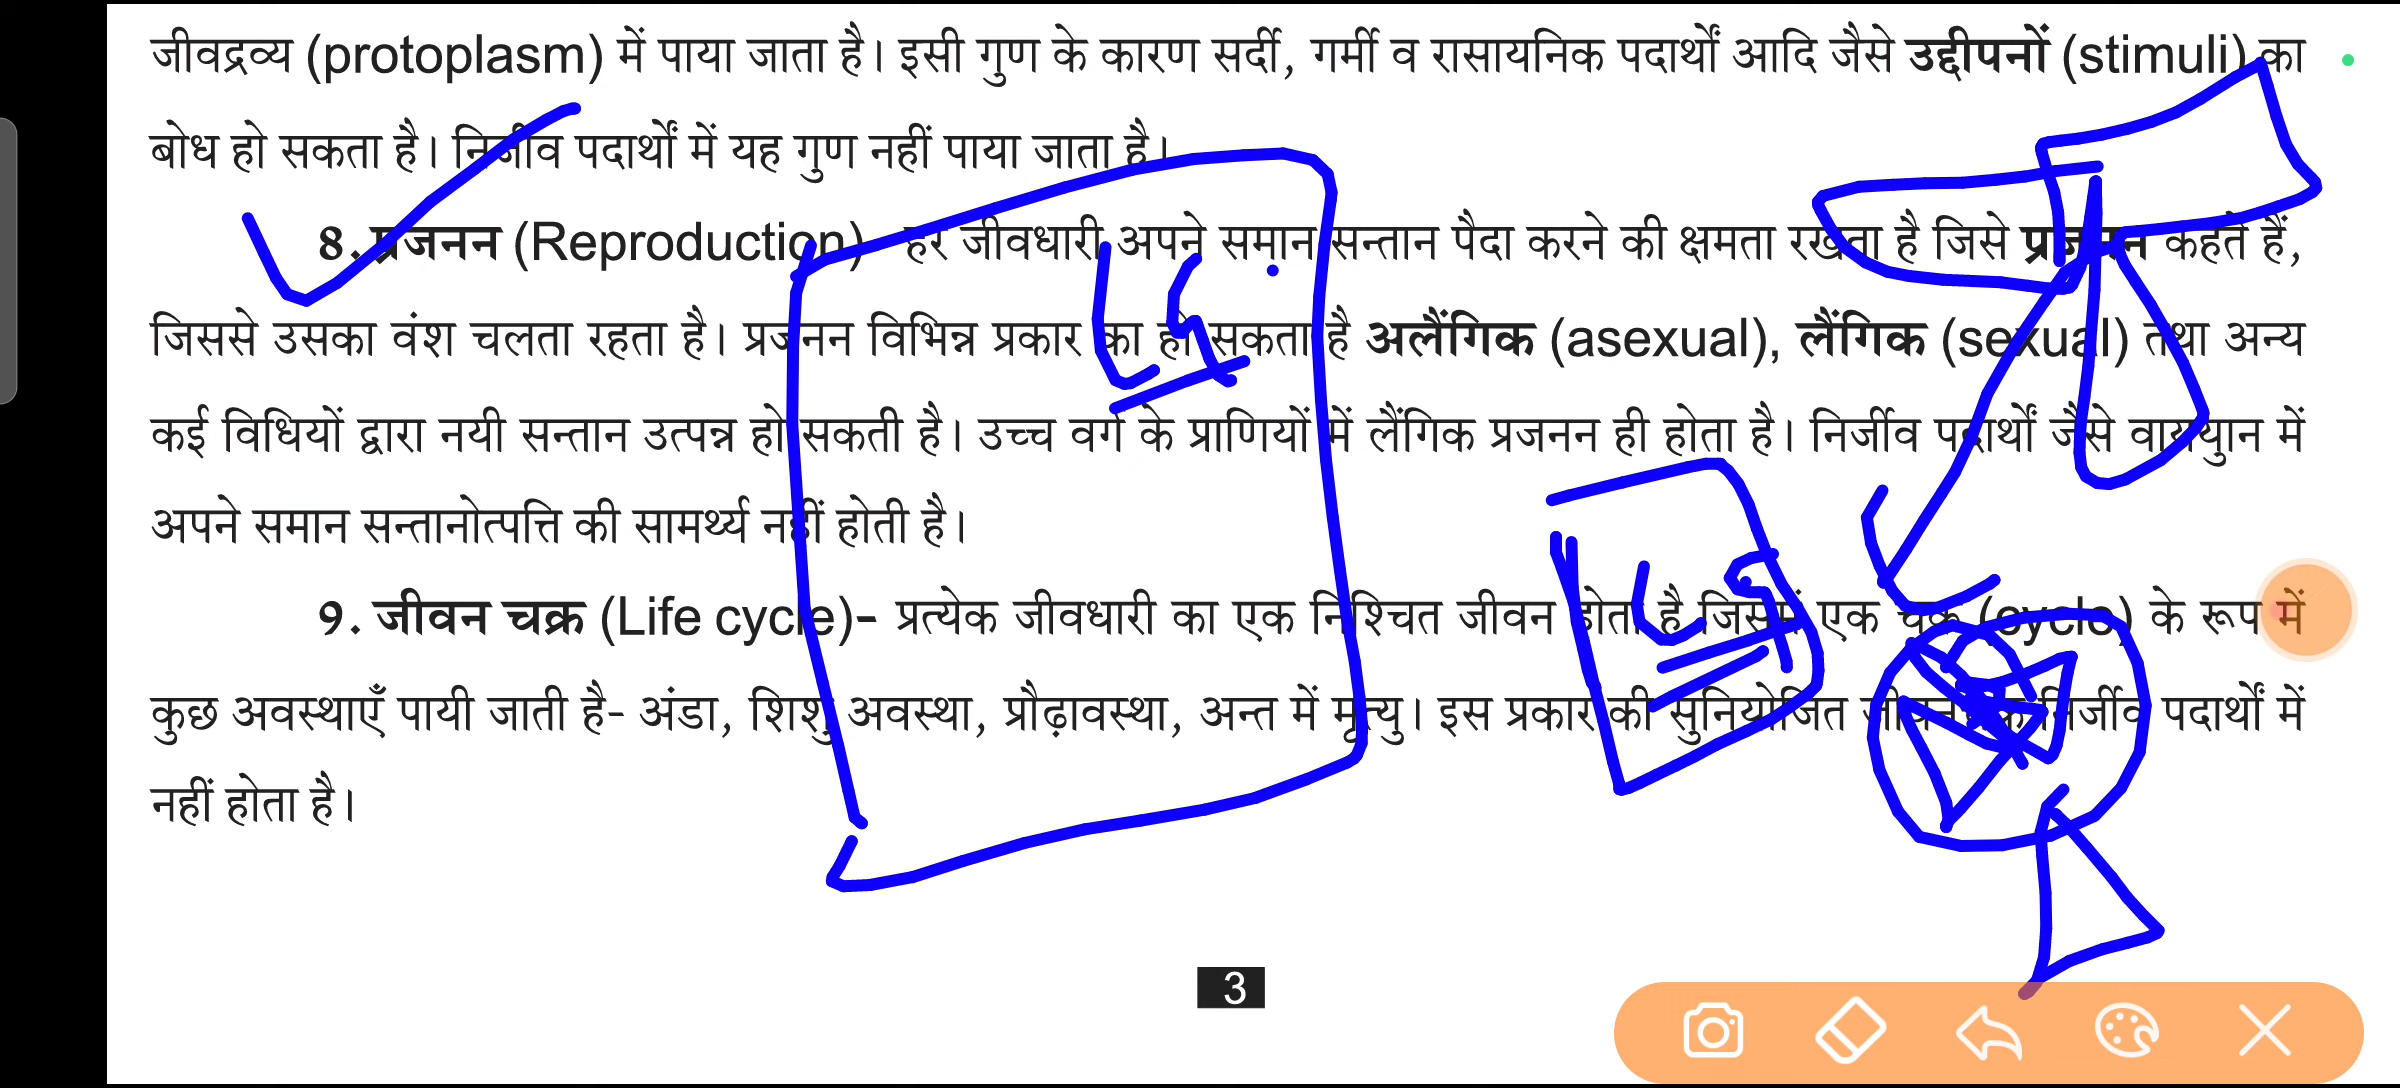 जीवद्रव्य (protoplasm) में पाया जाता है। इसी गुण के कारण सर्दी, गर्मी व रासायनिक पदार्थों आदि जैसे उद्दीपनों (stimuli) का
बोध हो सकता है। निर्जीव पदार्थों में यह गुण नहीं पाया जाता है।
8. प्रजनन (Reproduction) हर जीवधारी अपने समान सन्तान पैदा करने की क्षमता रखता है जिसे प्रजनन कहते हैं,
जिससे उसका वंश चलता रहता है। प्रजनन विभिन्न प्रकार का हो सकता है अलैंगिक (asexual), लैंगिक (sexual) तथा अन्य
कई विधियों द्वारा नयी सन्तान उत्पन्न हो सकती है। उच्च वर्ग के प्राणियों में लैंगिक प्रजनन ही होता है। निर्जीव पदार्थों जैसे वायुयान में
अपने समान सन्तानोत्पत्ति की सामर्थ्य नहीं होती है।
9. जीवन चक्र (Life cycle)- प्रत्येक जीवधारी का एक निश्चित जीवन होता है जिसमें एक चक्र (cycle) के रूप में
कुछ अवस्थाएँ पायी जाती है- अंडा, शिशु अवस्था, प्रौढ़ावस्था, अन्त में मृत्यु। इस प्रकार की सुनियोजित निर्जीव पदार्थों में
नहीं होता है।
3